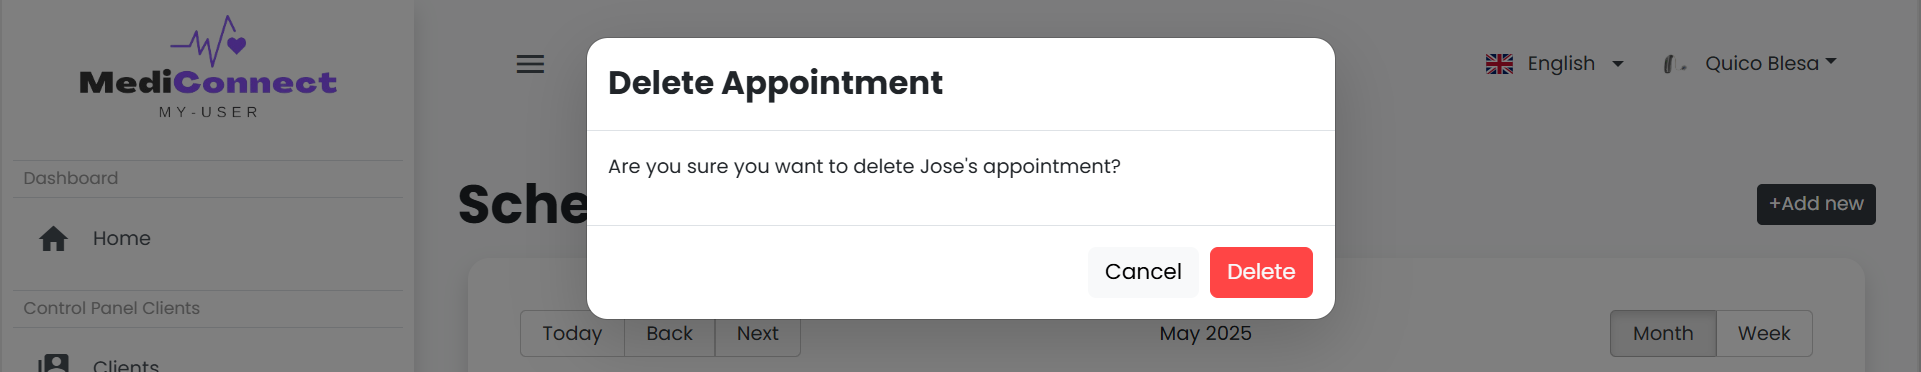 MediConnect
MY-USER
English
Quico Blesa
Delete Appointment
Are you sure you want to delete Jose's appointment?
Cancel
Delete
Dashboard
Home
Control Panel Clients
Clients
Sche
+Add new
Today
Back
Next
May 2025
Month
Week